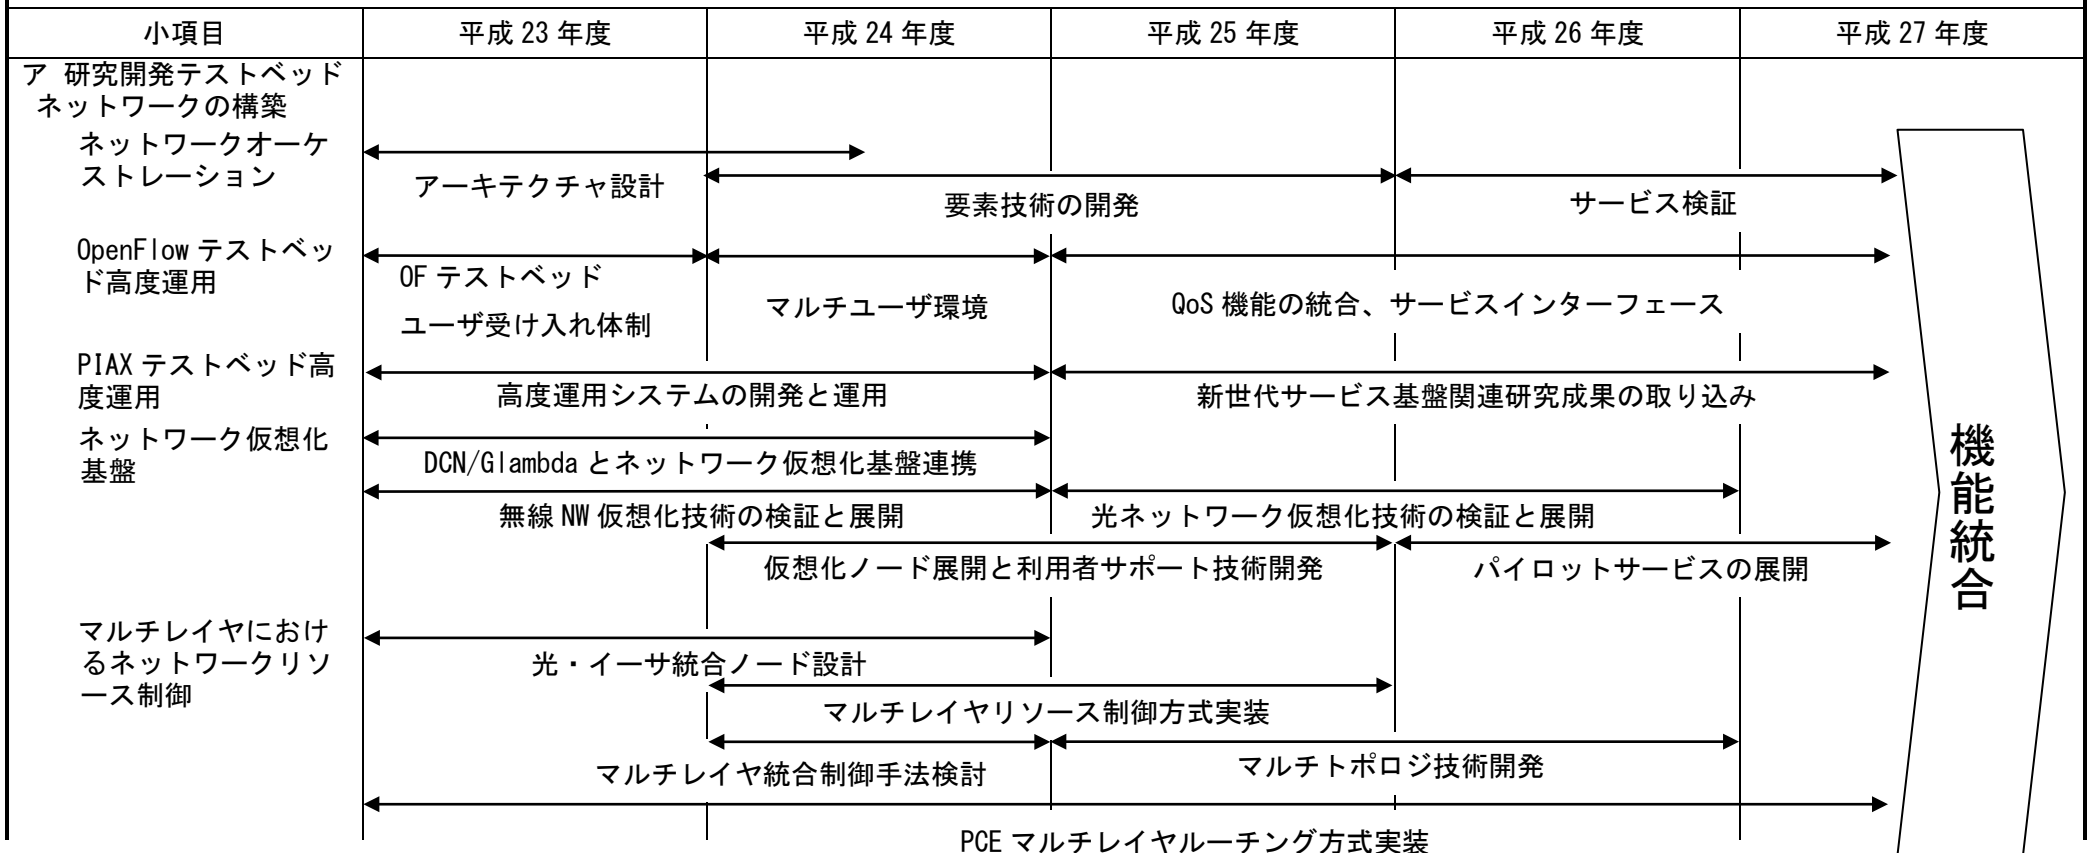 小項目
平成 23 年度
平成 24 年度
平成 25 年度
平成 26 年度
平成 27 年度
ア 研究開発テストベッド
ネットワークの構築
ネットワークオーケ
ストレーション
アーキテクチャ設計
要素技術の開発
サービス検証
OpenFlow テストベッ
ド高度運用
OF テストベッド
ユーザ受け入れ体制
マルチユーザ環境
QoS 機能の統合、サービスインターフェース
PIAX テストベッド高
度運用
高度運用システムの開発と運用
新世代サービス基盤関連研究成果の取り込み
ネットワーク仮想化
基盤
DCN/Glambda とネットワーク仮想化基盤連携
無線 NW 仮想化技術の検証と展開
光ネットワーク仮想化技術の検証と展開
仮想化ノード展開と利用者サポート技術開発
パイロットサービスの展開
マルチレイヤにおけ
るネットワークリソ
ース制御
光・イーサ統合ノード設計
マルチレイヤリソース制御方式実装
マルチレイヤ統合制御手法検討
マルチトポロジ技術開発
PCE マルチレイヤルーチング方式実装
機能統合